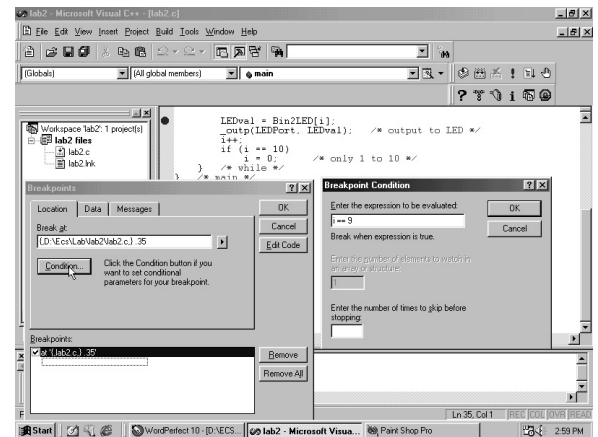 lab2 - Microsoft Visual C++ - [lab2.c]
File Edit View Insert Project Build Tools Window Help
(Globals) (All global members) main
Workspace 'lab2': 1 project(s)
lab2 files
lab2.c
lab2.lnk
LEDval = Bin2LED[i];
_outp(LEDPort, LEDval); /* output to LED */
i++;
if (i == 10)
i = 0; /* only 1 to 10 */
} /* while */
} /* main */
Breakpoints
Location Data Messages
Break at:
{,D:\Ecs\Lab\lab2\lab2.c,} .35
Condition...
Click the Condition button if you
want to set conditional
parameters for your breakpoint.
OK
Cancel
Edit Code
Breakpoints:
at '{,lab2.c,} .35'
Remove
Remove All
Breakpoint Condition
Enter the expression to be evaluated:
i == 9
Break when expression is true.
Enter the number of elements to watch in
an array or structure:
1
Enter the number of times to skip before
stopping:
OK
Cancel
Ln 35, Col 1 REC COL OVR READ
Start WordPerfect 10 - [D:\ECS... lab2 - Microsoft Visua... Paint Shop Pro 2:59 PM